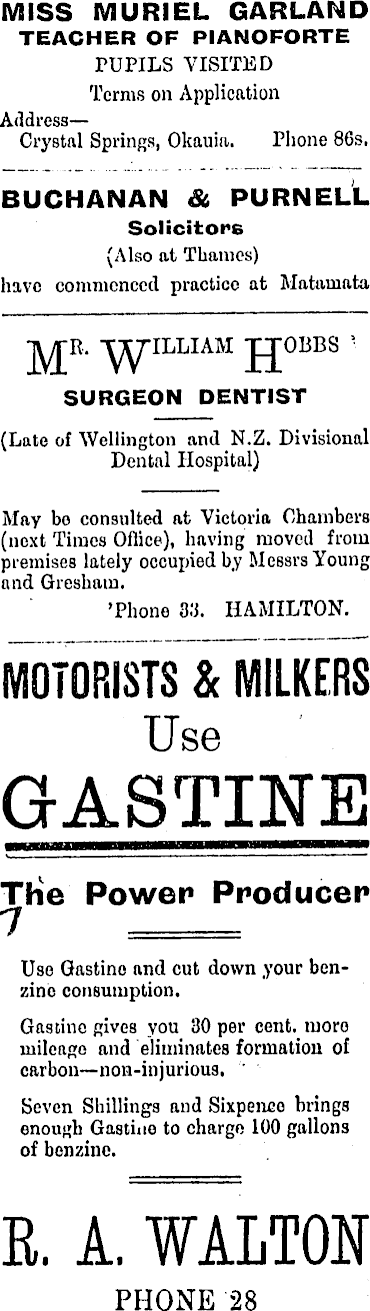 MISS MURIEL GARLAND
TEACHER OF PIANOFORTE
PUPILS VISITED
Terms on Application
Address—
Crystal Springs, Okauia. Phone 86s.
BUCHANAN & PURNELL
Solicitors
(Also at Thames)
have commenced practice at Matamata
MR. WILLIAM HOBBS
SURGEON DENTIST
(Late of Wellington and N.Z. Divisional
Dental Hospital)
May be consulted at Victoria Chambers
(next Times Office), having moved from
premises lately occupied by Messrs Young
and Gresham.
'Phone 33. HAMILTON.
MOTORISTS & MILKERS
Use
GASTINE
The Power Producer
Use Gastine and cut down your ben-
zine consumption.
Gastine gives you 30 per cent. more
mileage and eliminates formation of
carbon—non-injurious.
Seven Shillings and Sixpence brings
enough Gastine to charge 100 gallons
of benzine.
R. A. WALTON
PHONE 28